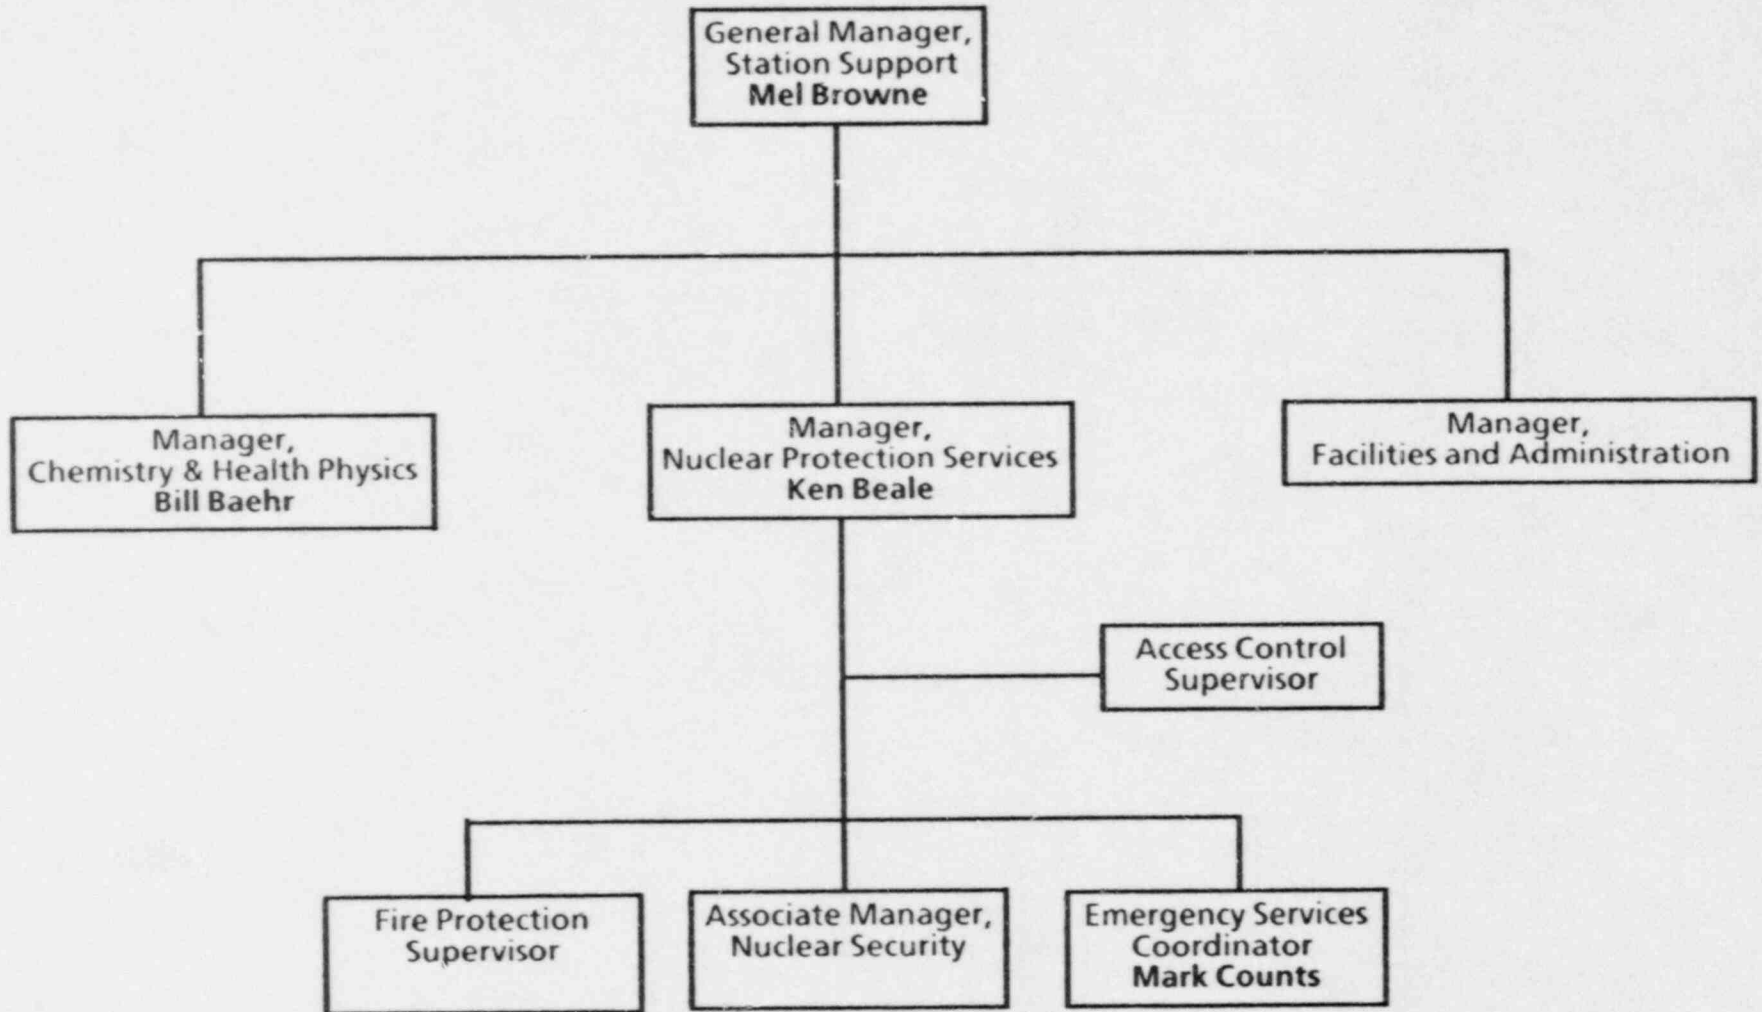 General Manager,
Station Support
Mel Browne
Manager,
Chemistry & Health Physics
Bill Baehr
Manager,
Nuclear Protection Services
Ken Beale
Manager,
Facilities and Administration
Access Control
Supervisor
Fire Protection
Supervisor
Associate Manager,
Nuclear Security
Emergency Services
Coordinator
Mark Counts